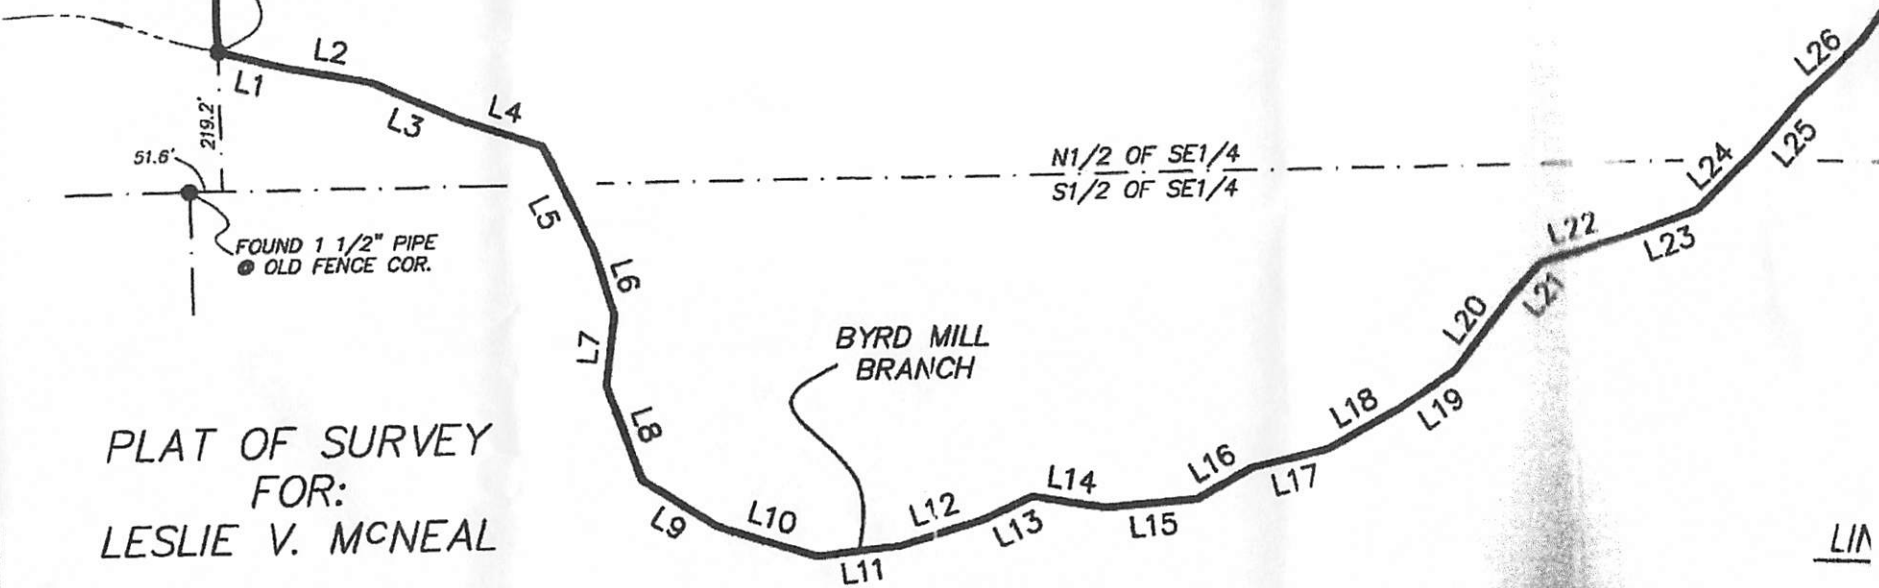 L1
L2
L3
L4
219.2'
51.6'
FOUND 1 1/2" PIPE
@ OLD FENCE COR.
L5
L6
L7
L8
L9
L10
L11
L12
L13
L14
L15
L16
L17
L18
L19
L20
L21
L22
L23
L24
L25
L26
N1/2 OF SE1/4
S1/2 OF SE1/4
BYRD MILL
BRANCH
PLAT OF SURVEY
FOR:
LESLIE V. McNEAL